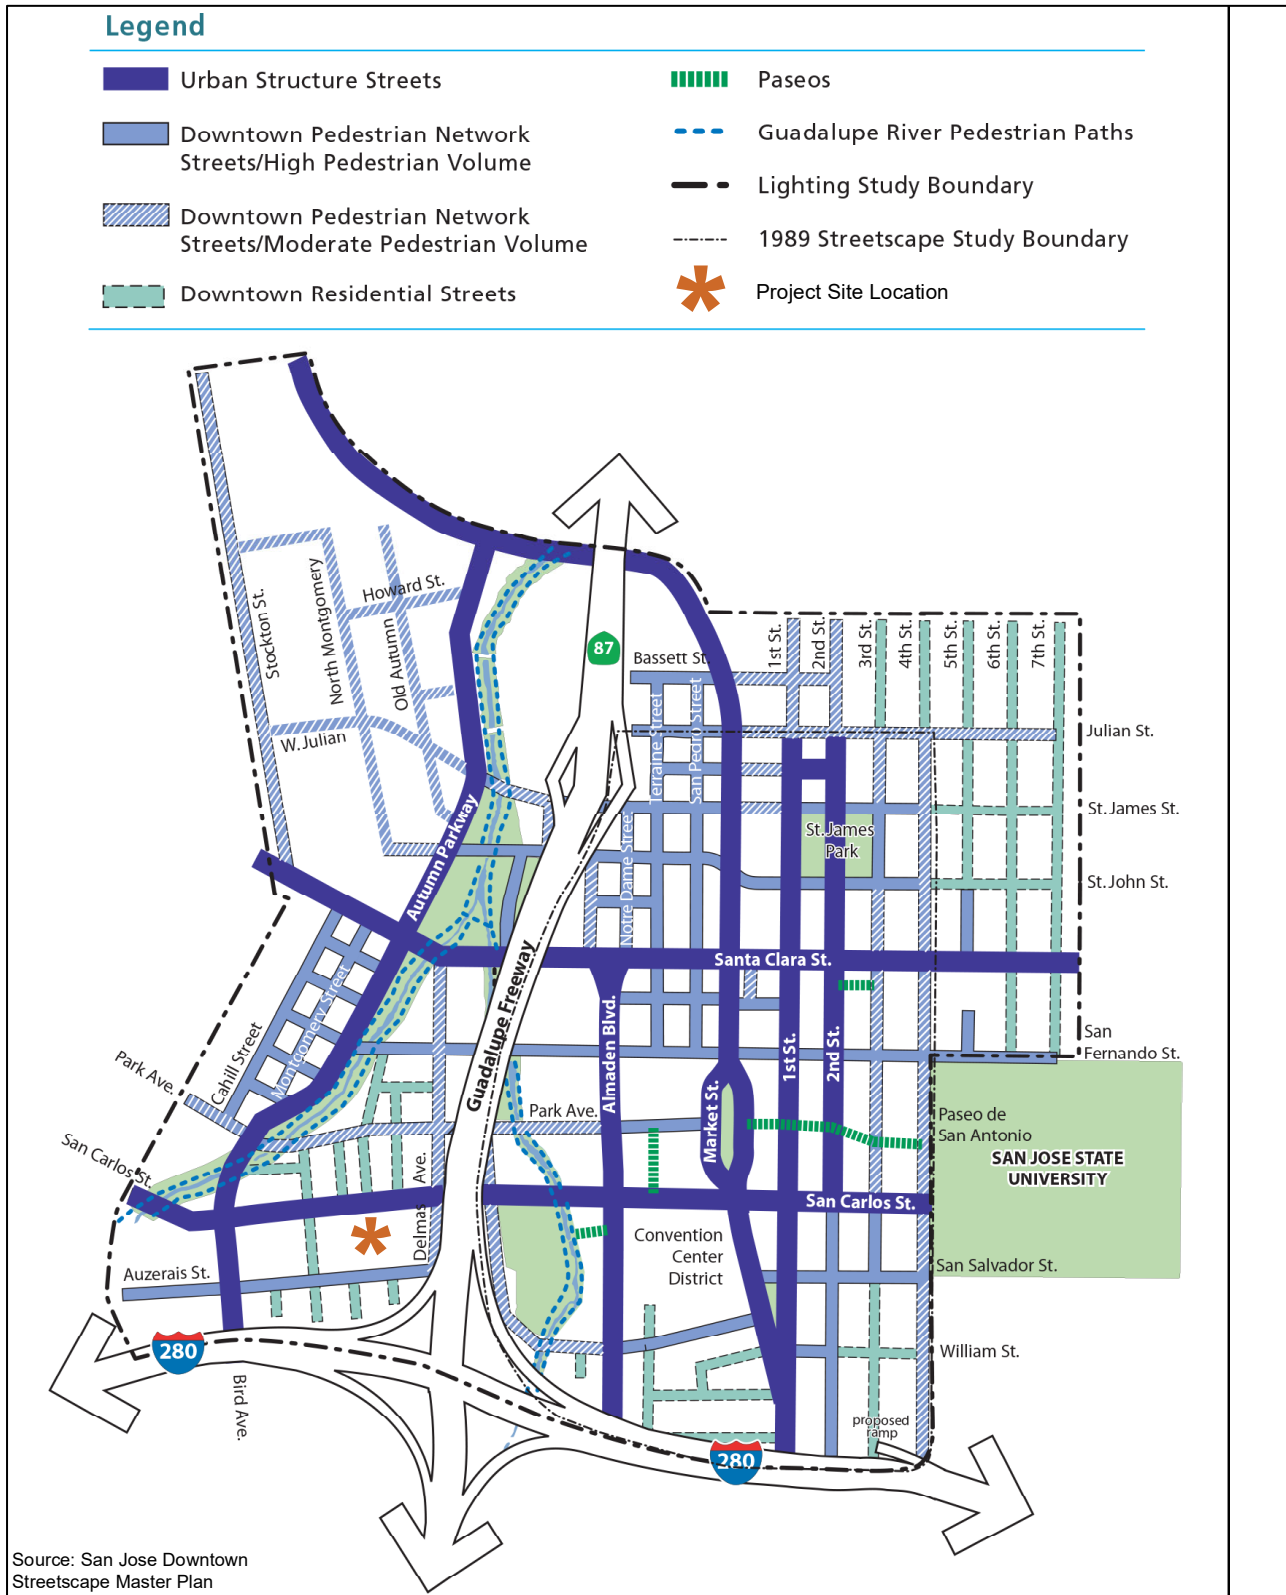 Legend
Urban Structure Streets
Downtown Pedestrian Network
Streets/High Pedestrian Volume
Downtown Pedestrian Network
Streets/Moderate Pedestrian Volume
Downtown Residential Streets
Paseos
Guadalupe River Pedestrian Paths
Lighting Study Boundary
1989 Streetscape Study Boundary
Project Site Location
Stockton St.
North Montgomery
Howard St.
Old Autumn
W. Julian
87
Bassett St.
Terraine Street
San Pedro Street
1st St.
2nd St.
3rd St.
4th St.
5th St.
6th St.
7th St.
Julian St.
St. James St.
St. James
Park
St. John St.
Autumn Parkway
Notre Dame Street
Santa Clara St.
Guadalupe Freeway
Almaden Blvd.
1st St.
2nd St.
San
Fernando St.
Montgomery Street
Cahill Street
Park Ave.
Park Ave.
Market St.
Paseo de
San Antonio
SAN JOSE STATE
UNIVERSITY
San Carlos St.
San Carlos St.
Delmas Ave.
Convention
Center
District
San Salvador St.
Auzerais St.
280
Bird Ave.
William St.
proposed
ramp
280
Source: San Jose Downtown
Streetscape Master Plan